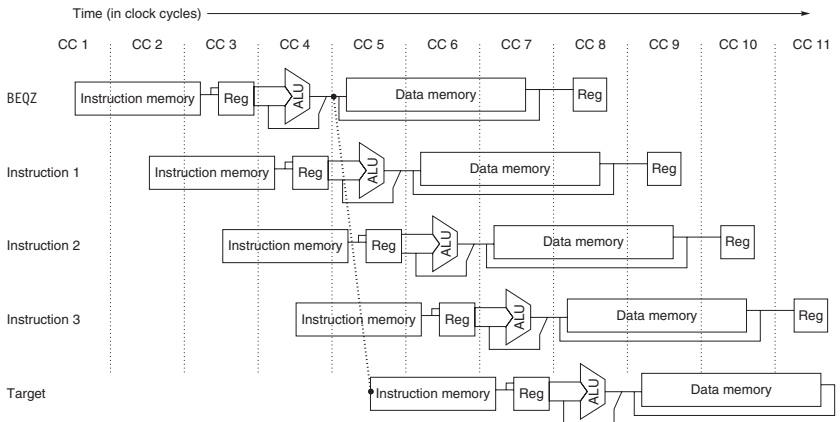 Time (in clock cycles)
CC 1 CC 2 CC 3 CC 4 CC 5 CC 6 CC 7 CC 8 CC 9 CC 10 CC 11
BEQZ Instruction memory Reg ALU Data memory Reg
Instruction 1 Instruction memory Reg ALU Data memory Reg
Instruction 2 Instruction memory Reg ALU Data memory Reg
Instruction 3 Instruction memory Reg ALU Data memory Reg
Target Instruction memory Reg ALU Data memory